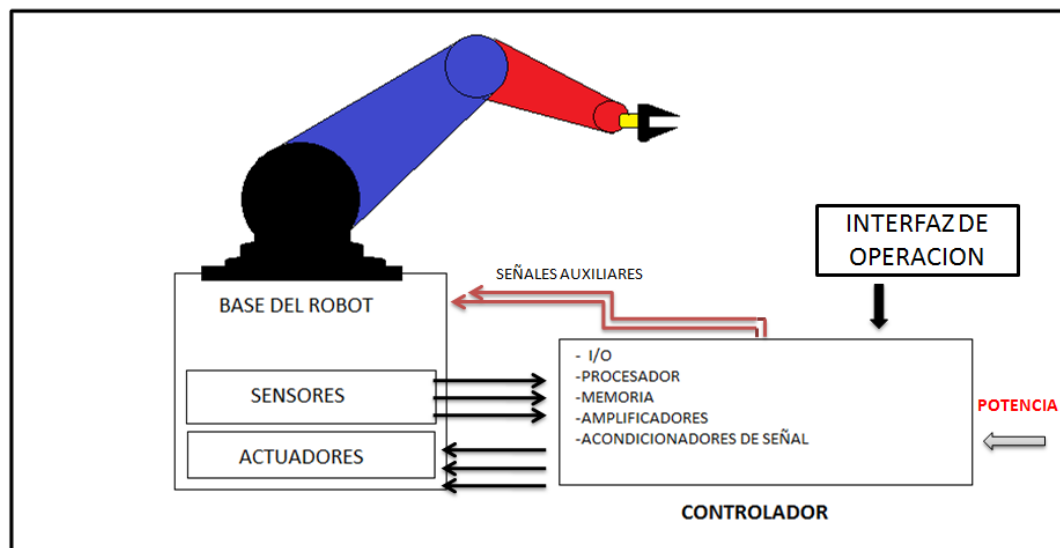 INTERFAZ DE
OPERACION
SEÑALES AUXILIARES
BASE DEL ROBOT
SENSORES
ACTUADORES
- I/O
-PROCESADOR
-MEMORIA
-AMPLIFICADORES
-ACONDICIONADORES DE SEÑAL
POTENCIA
CONTROLADOR